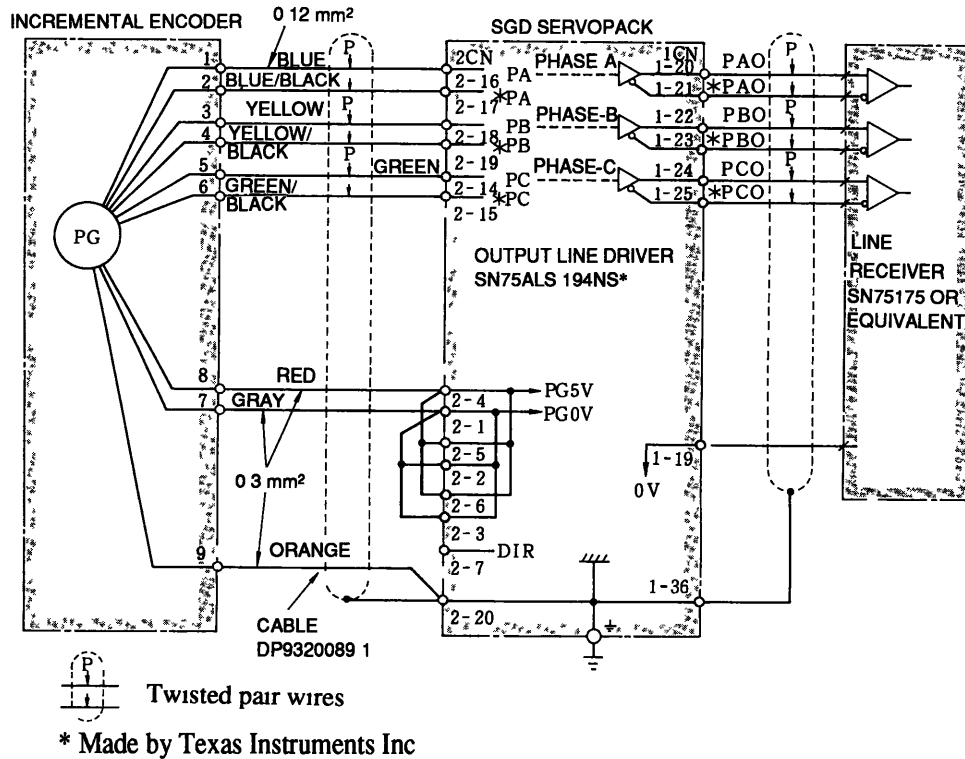 INCREMENTAL ENCODER
0 12 mm²
SGD SERVOPACK
1
BLUE
P
2CN
2-16
PA
PHASE A
1CN
1-20
PAO
P
2
BLUE/BLACK
2-17
*PA
1-21
*PAO
3
YELLOW
P
2-18
PB
PHASE-B
1-22
PBO
P
4
YELLOW/
BLACK
2-19
*PB
1-23
*PBO
5
P
GREEN
2-14
PC
PHASE-C
1-24
PCO
P
6
GREEN/
BLACK
2-15
*PC
1-25
*PCO
PG
OUTPUT LINE DRIVER
SN75ALS 194NS*
LINE
RECEIVER
SN75175 OR
EQUIVALENT
8
RED
2-4
PG5V
7
GRAY
2-1
PG0V
2-5
2-2
2-6
2-3
0 3 mm²
1-19
0V
DIR
2-7
9
ORANGE
1-36
2-20
CABLE
DP9320089 1
P
Twisted pair wires
* Made by Texas Instruments Inc